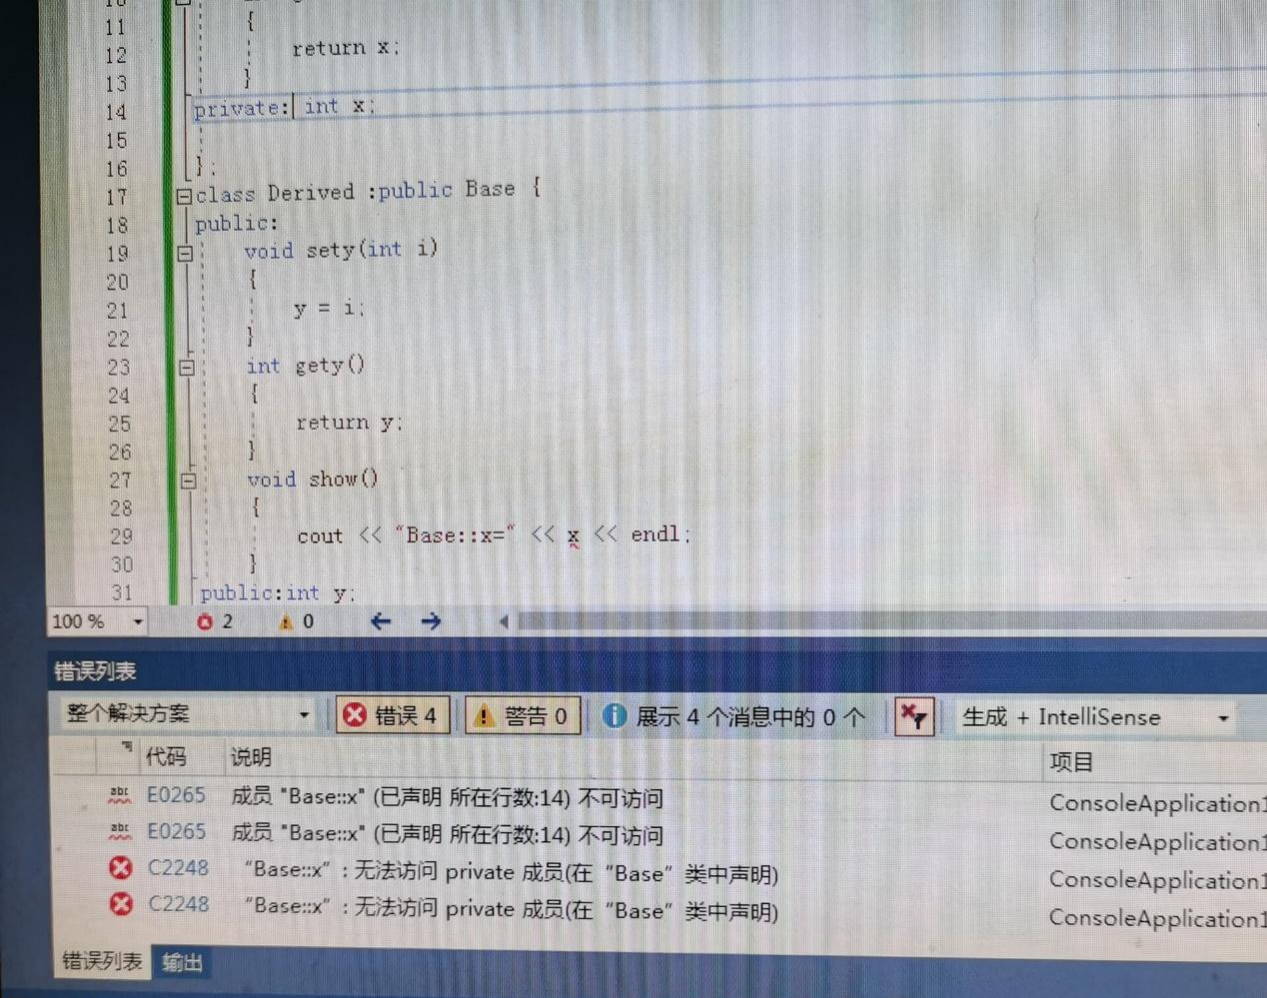 11 {
12 return x;
13 }
14 private: int x;
15
16 };
17 class Derived :public Base {
18 public:
19 void sety(int i)
20 {
21 y = i;
22 }
23 int gety()
24 {
25 return y;
26 }
27 void show()
28 {
29 cout << "Base::x=" << x << endl;
30 }
31 public:int y;
100 % 2 0
错误列表
整个解决方案 错误 4 警告 0 展示 4 个消息中的 0 个 生成 + IntelliSense
代码 说明 项目
abc E0265 成员 "Base::x" (已声明 所在行数:14) 不可访问 ConsoleApplication1
abc E0265 成员 "Base::x" (已声明 所在行数:14) 不可访问 ConsoleApplication1
C2248 “Base::x”: 无法访问 private 成员(在“Base”类中声明) ConsoleApplication1
C2248 “Base::x”: 无法访问 private 成员(在“Base”类中声明) ConsoleApplication1
错误列表 输出